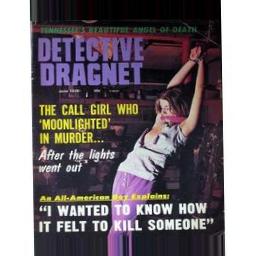 TENNESSEE'S BEAUTIFUL ANGEL OF DEATH
DETECTIVE
DRAGNET
THE CALL GIRL WHO
'MOONLIGHTED'
IN MURDER...
After the lights
went out
An All-American Boy Explains:
"I WANTED TO KNOW HOW
IT FELT TO KILL SOMEONE"